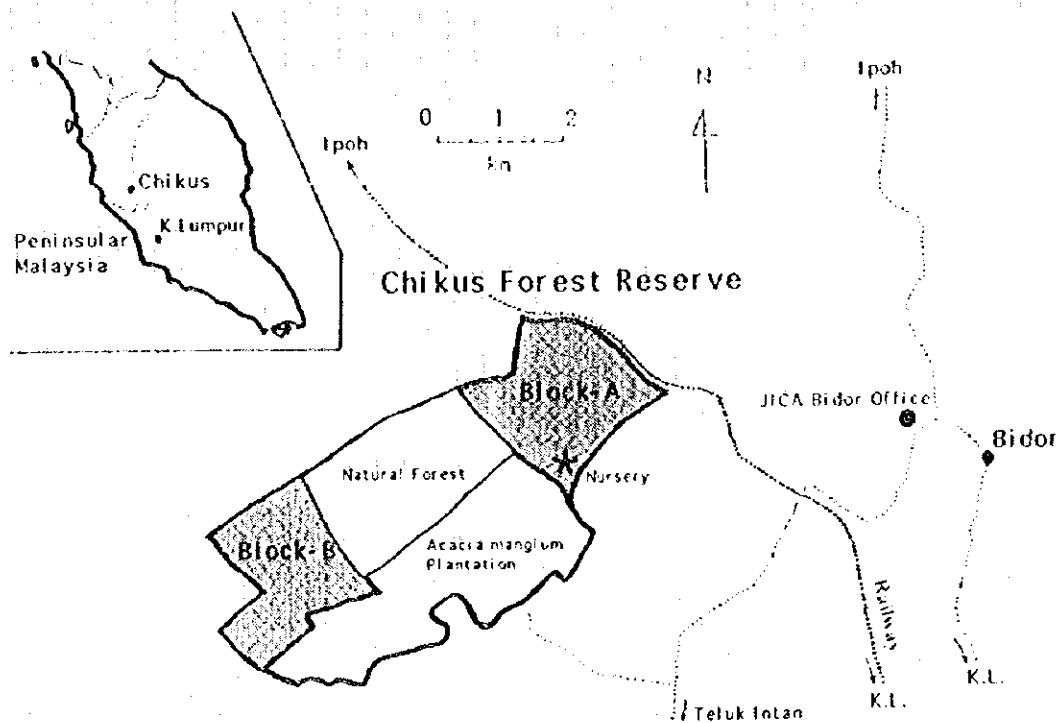 Chikus
K.Lumpur
Peninsular
Malaysia
0 1 2
Km
N
Ipoh
Ipoh
Chikus Forest Reserve
Block-A
JICA Bidor Office
Bidor
Natural Forest
Nursery
Block-B
Acacia mangium
Plantation
Railway
K.L.
K.L.
Teluk Intan